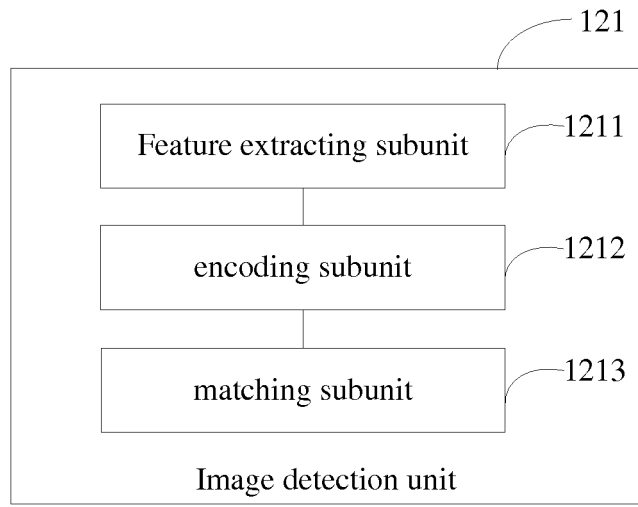 121
Feature extracting subunit
1211
encoding subunit
1212
matching subunit
1213
Image detection unit